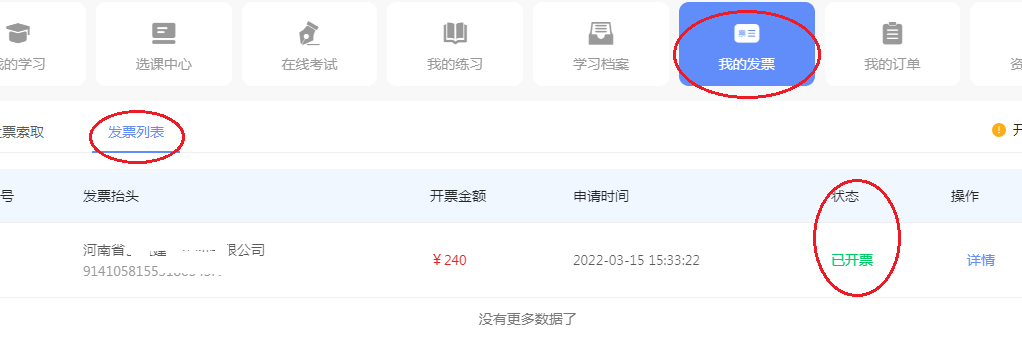 的学习
选课中心
在线考试
我的练习
学习档案
我的发票
我的订单
资
票索取
发票列表
开
号
发票抬头
开票金额
申请时间
状态
操作
河南省 限公司
￥240
2022-03-15 15:33:22
已开票
详情
914105815531
没有更多数据了